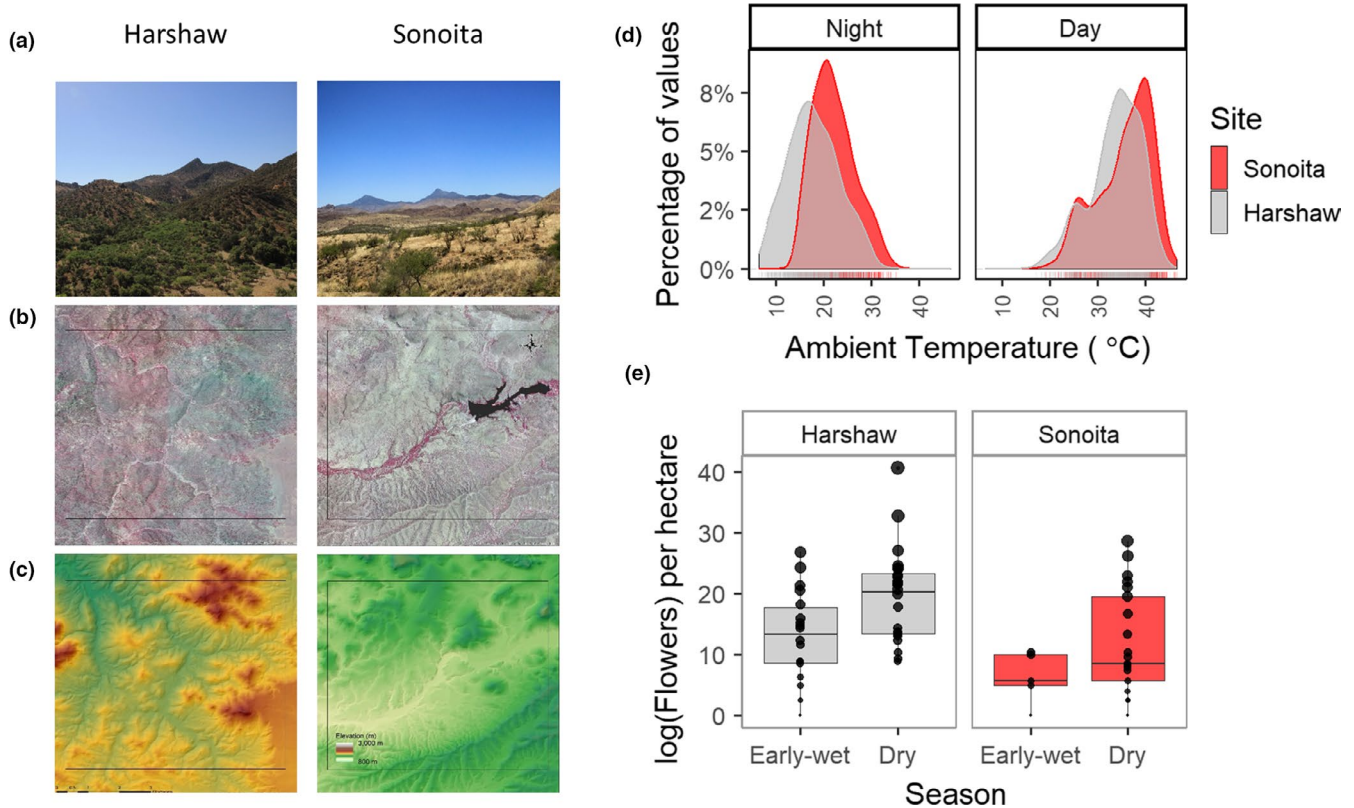 (a)
Harshaw
Sonoita
(b)
(c)
Elevation (m)
3,000 m
800 m
(d)
Night
Day
Percentage of values
8%
5%
2%
0%
10
20
30
40
10
20
30
40
Ambient Temperature ( °C)
Site
Sonoita
Harshaw
(e)
Harshaw
Sonoita
log(Flowers) per hectare
40
30
20
10
0
Early-wet
Dry
Early-wet
Dry
Season